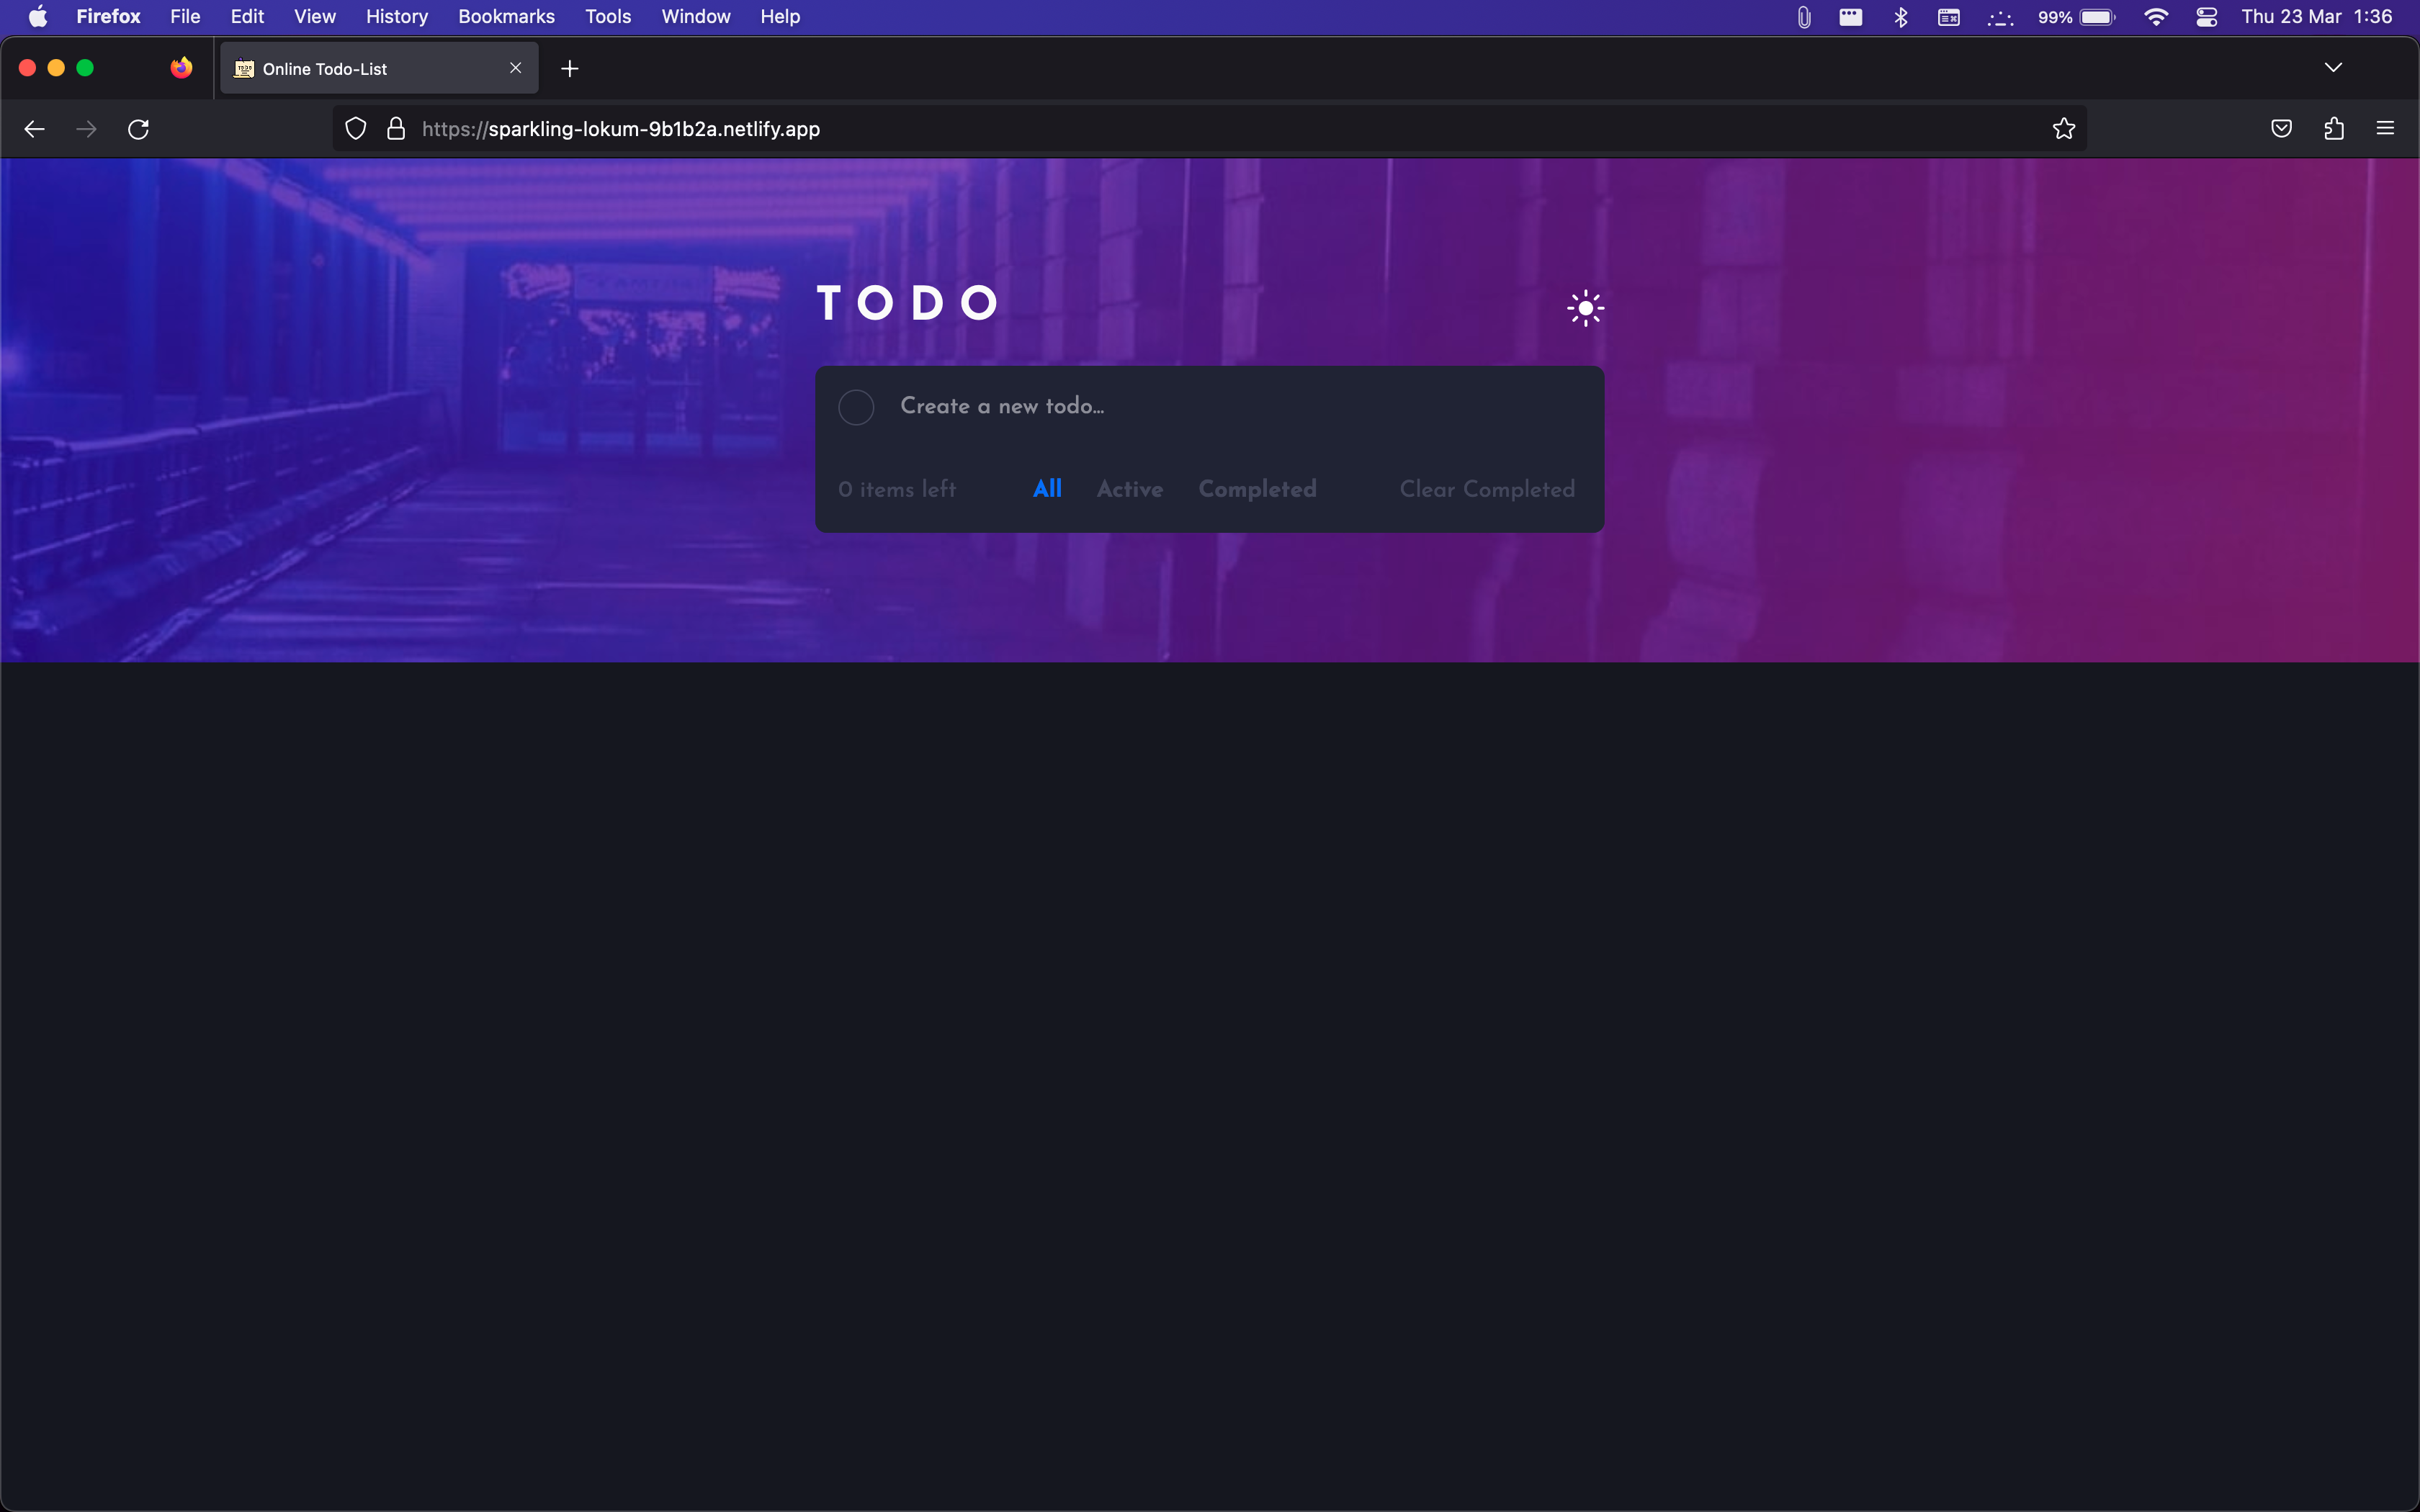 Firefox File Edit View History Bookmarks Tools Window Help 99% Thu 23 Mar 1:36
Online Todo-List
https://sparkling-lokum-9b1b2a.netlify.app
TODO
Create a new todo...
0 items left All Active Completed Clear Completed